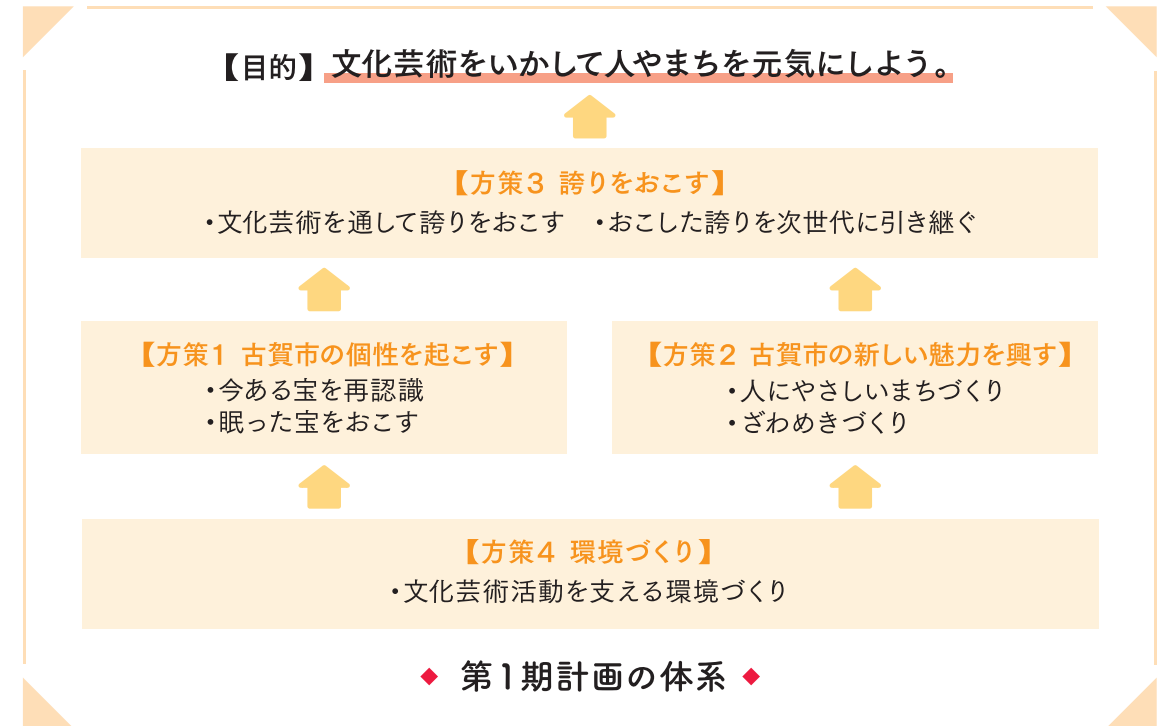 【目的】文化芸術をいかして人やまちを元気にしよう。
【方策3 誇りをおこす】
・文化芸術を通して誇りをおこす ・おこした誇りを次世代に引き継ぐ
【方策1 古賀市の個性を起こす】
・今ある宝を再認識
・眠った宝をおこす
【方策2 古賀市の新しい魅力を興す】
・人にやさしいまちづくり
・ざわめきづくり
【方策4 環境づくり】
・文化芸術活動を支える環境づくり
◆ 第1期計画の体系 ◆